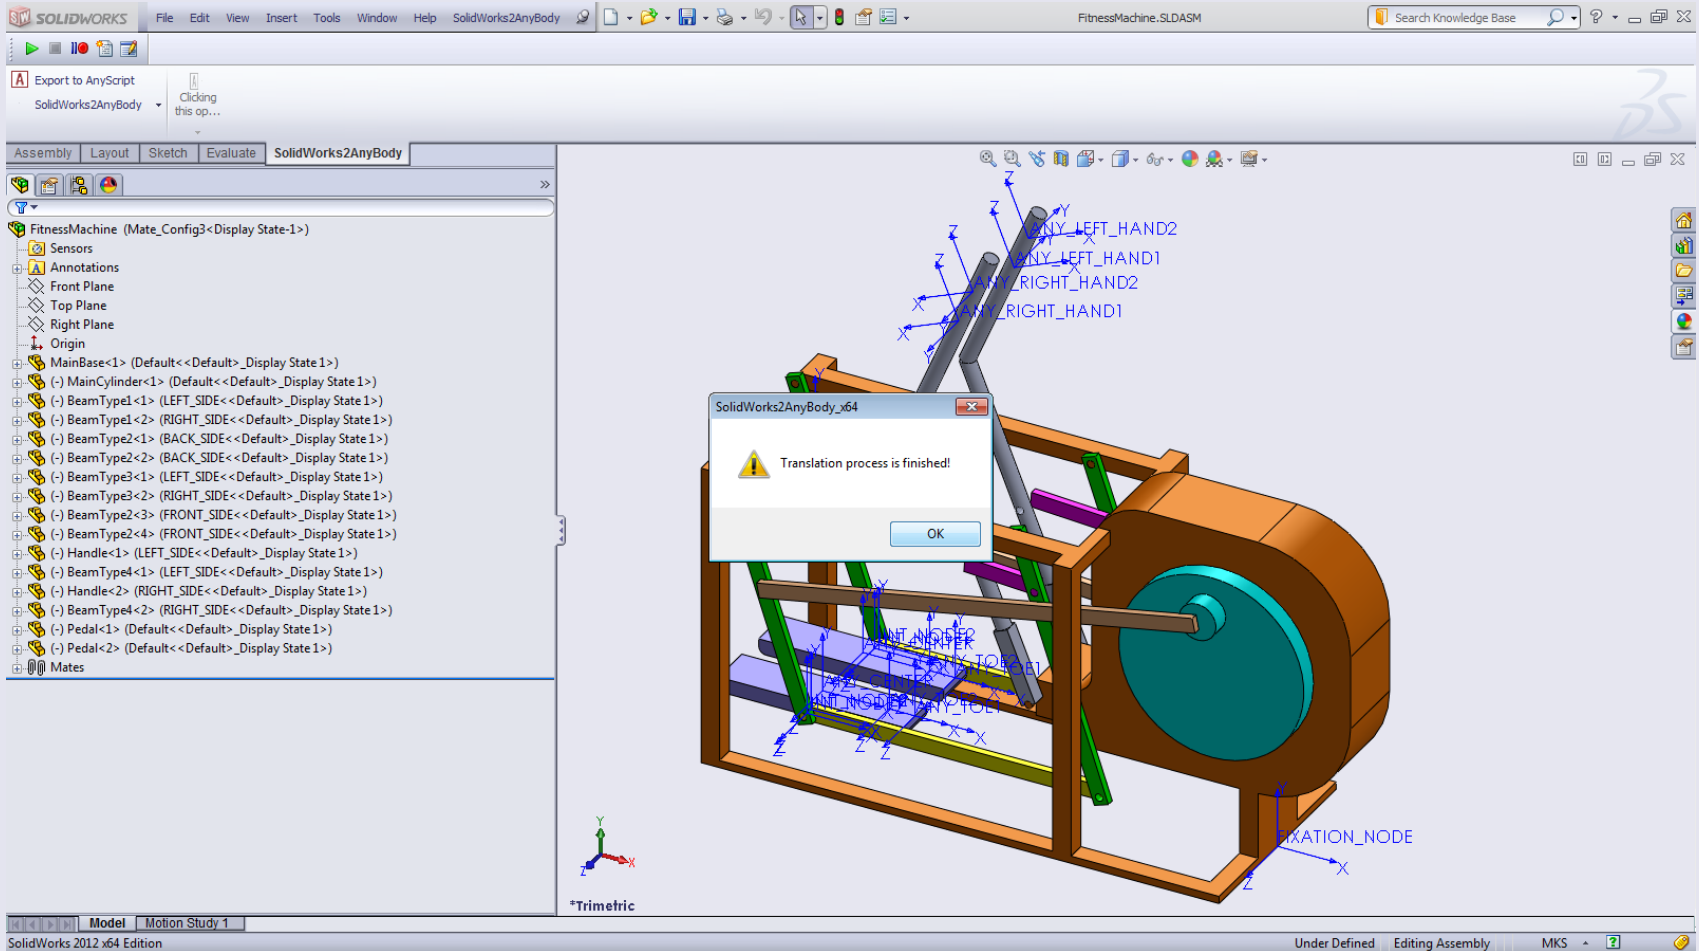 SOLIDWORKS File Edit View Insert Tools Window Help SolidWorks2AnyBody FitnessMachine.SLDASM Search Knowledge Base
Export to AnyScript
SolidWorks2AnyBody
Clicking
this op...
Assembly Layout Sketch Evaluate SolidWorks2AnyBody
FitnessMachine (Mate_Config3<Display State-1>)
Sensors
Annotations
Front Plane
Top Plane
Right Plane
Origin
MainBase<1> (Default<<Default>_Display State 1>)
(-) MainCylinder<1> (Default<<Default>_Display State 1>)
(-) BeamType1<1> (LEFT_SIDE<<Default>_Display State 1>)
(-) BeamType1<2> (RIGHT_SIDE<<Default>_Display State 1>)
(-) BeamType2<1> (BACK_SIDE<<Default>_Display State 1>)
(-) BeamType2<2> (BACK_SIDE<<Default>_Display State 1>)
(-) BeamType3<1> (LEFT_SIDE<<Default>_Display State 1>)
(-) BeamType3<2> (RIGHT_SIDE<<Default>_Display State 1>)
(-) BeamType2<3> (FRONT_SIDE<<Default>_Display State 1>)
(-) BeamType2<4> (FRONT_SIDE<<Default>_Display State 1>)
(-) Handle<1> (LEFT_SIDE<<Default>_Display State 1>)
(-) BeamType4<1> (LEFT_SIDE<<Default>_Display State 1>)
(-) Handle<2> (RIGHT_SIDE<<Default>_Display State 1>)
(-) BeamType4<2> (RIGHT_SIDE<<Default>_Display State 1>)
(-) Pedal<1> (Default<<Default>_Display State 1>)
(-) Pedal<2> (Default<<Default>_Display State 1>)
Mates
ANY_LEFT_HAND2
ANY_LEFT_HAND1
ANY_RIGHT_HAND2
ANY_RIGHT_HAND1
SolidWorks2AnyBody_x64
Translation process is finished!
OK
FIXATION_NODE
*Trimetric
Model Motion Study 1
SolidWorks 2012 x64 Edition Under Defined Editing Assembly MKS